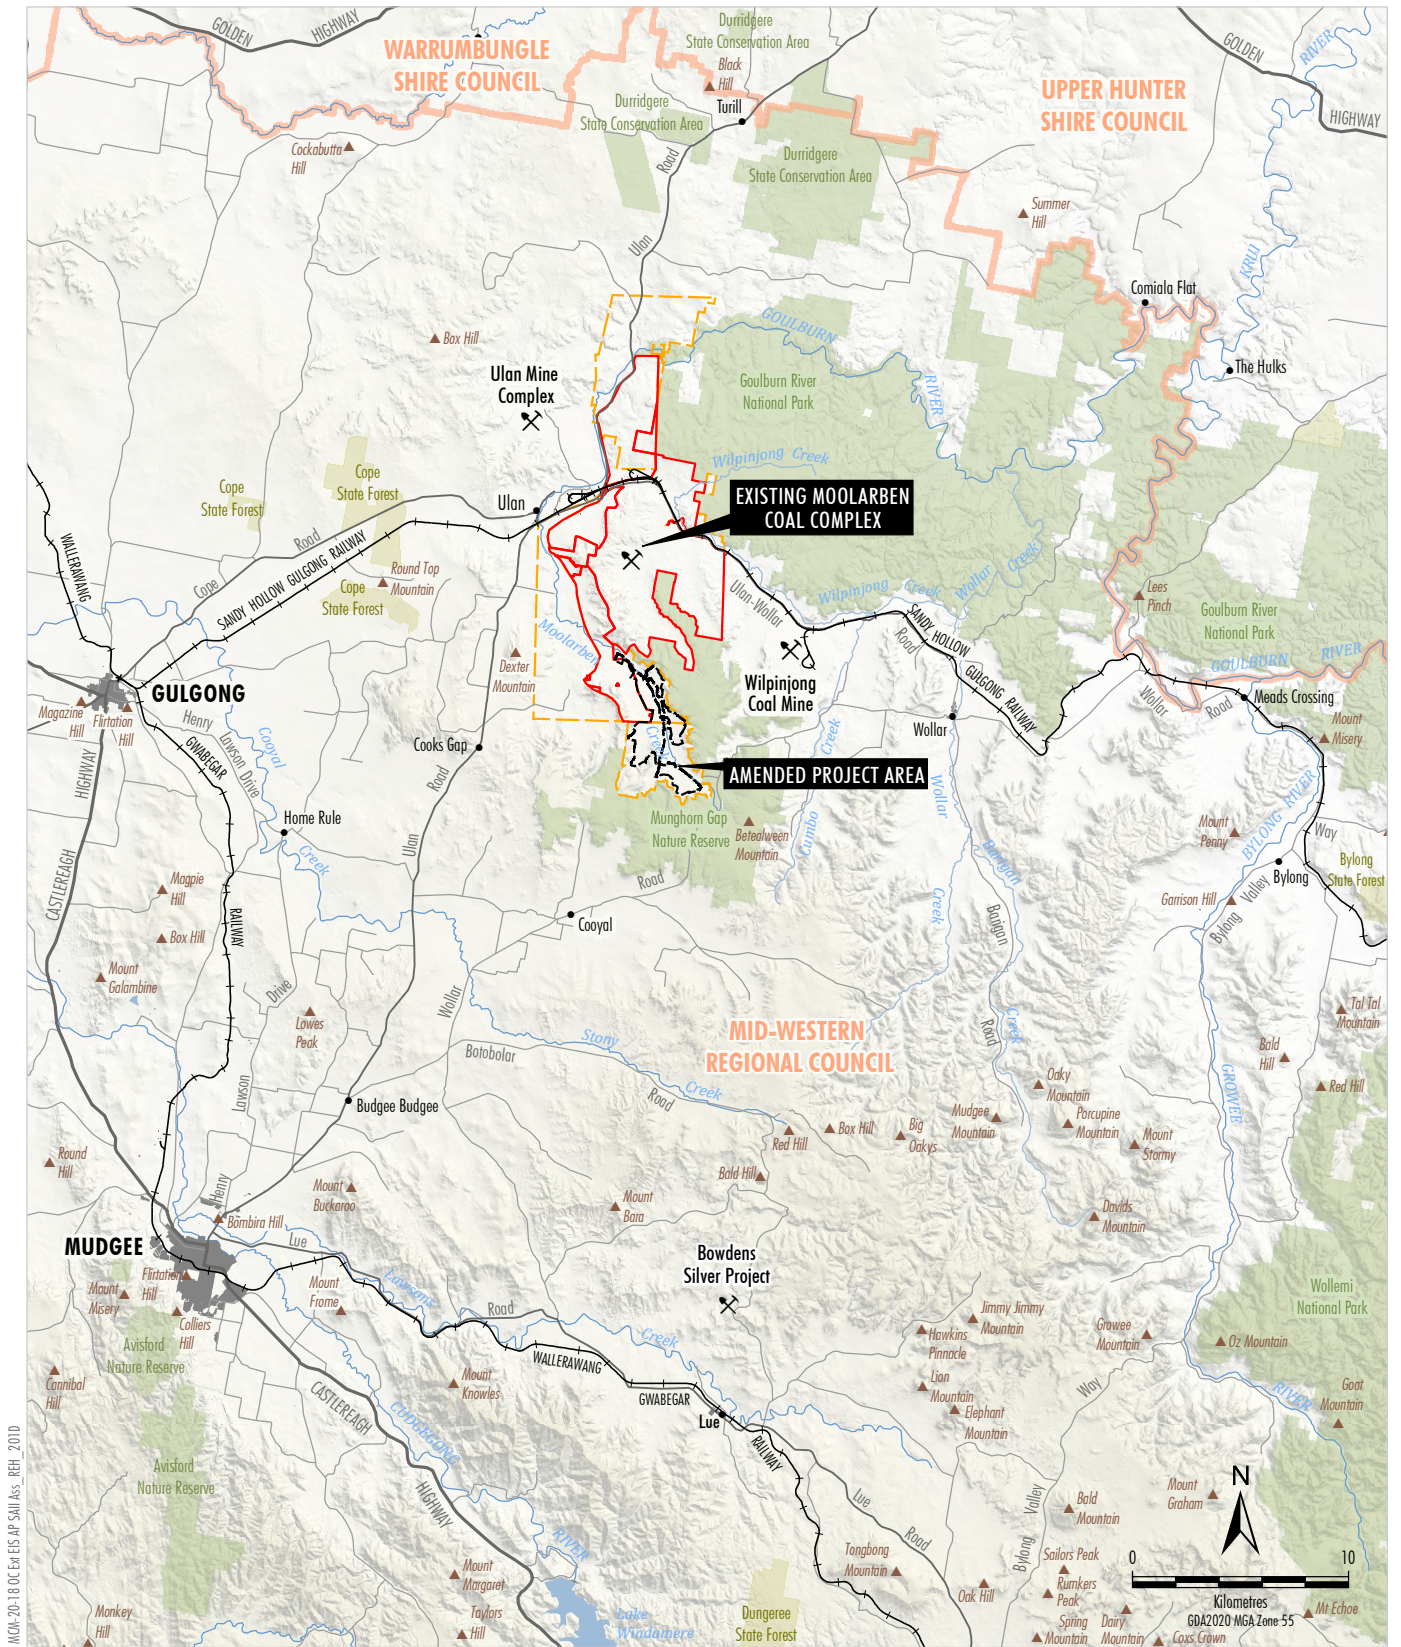 GOLDEN
HIGHWAY
WARRUMBUNGLE
SHIRE COUNCIL
Durridgere
State Conservation Area
Black
Hill
Turill
UPPER HUNTER
SHIRE COUNCIL
GOLDEN
HIGHWAY
RIVER
KRUI
Durridgere
State Conservation Area
Durridgere
State Conservation Area
Cockabutta
Hill
Road
Ulan
Summer
Hill
Comiala Flat
The Hulks
Box Hill
GOULBURN
RIVER
Goulburn River
National Park
Ulan Mine
Complex
Wilpinjong Creek
EXISTING MOOLARBEN
COAL COMPLEX
Cope
State Forest
Cope
State Forest
Cope
State Forest
Ulan
Road
Cope
SANDY HOLLOW GULGONG RAILWAY
WALLERAWANG
Round Top
Mountain
Ulan-Wollar
Road
Wilpinjong Creek
Wollar Creek
SANDY HOLLOW
GULGONG RAILWAY
Lees
Pinch
Goulburn River
National Park
GOULBURN RIVER
Moolarben
Creek
Dexter
Mountain
Wilpinjong
Coal Mine
GULGONG
Magazine
Hill
Flirtation
Hill
Henry
Lawson Drive
Cooyal
Creek
GWABEGAR
RAILWAY
HIGHWAY
CASTLEREAGH
Cooks Gap
Road
Ulan
Wollar
Wollar
Road
Meads Crossing
Mount
Misery
AMENDED PROJECT AREA
Munghorn Gap
Nature Reserve
Betealween
Mountain
Cumbo
Creek
Wollar
Creek
Barigan
Creek
Barigan
Road
Home Rule
Mount
Penny
BYLONG RIVER
Way
Bylong
Bylong
State Forest
Bylong Valley
Garrison Hill
Magpie
Hill
Box Hill
Mount
Galambine
Road
Cooyal
Wollar
Drive
Lowes
Peak
Lawson
Henry
Botobolar
Road
Stony
Creek
MID-WESTERN
REGIONAL COUNCIL
Tal Tal
Mountain
Bald
Hill
Red Hill
GROWEE
RIVER
Oaky
Mountain
Porcupine
Mountain
Mudgee
Mountain
Mount
Stormy
Big
Oakys
Box Hill
Red Hill
Bald Hill
Budgee Budgee
Round
Hill
Mount
Buckaroo
Mount
Bara
Davids
Mountain
Bombira Hill
Lue
MUDGEE
Flirtation
Hill
Mount
Misery
Colliers
Hill
Mount
Frome
Lawsons
Creek
Road
Bowdens
Silver Project
Wollemi
National Park
Jimmy Jimmy
Mountain
Hawkins
Pinnacle
Growee
Mountain
Oz Mountain
Avisford
Nature Reserve
Cannibal
Hill
Mount
Knowles
WALLERAWANG
GWABEGAR
RAILWAY
Lue
Lion
Mountain
Elephant
Mountain
Way
Goat
Mountain
CASTLEREAGH
HIGHWAY
CUDGEGONG
RIVER
Avisford
Nature Reserve
Lue
Road
Valley
Bylong
Bald
Mountain
Mount
Graham
N
Tongbong
Mountain
Oak Hill
Sailors Peak
Rumkers
Peak
Spring
Mountain
Dairy
Mountain
Coxs Crown
Mt Echoe
Mount
Margaret
Taylors
Hill
Monkey
Hill
Lake
Windamere
Dungeree
State Forest
0 10
Kilometres
GDA2020 MGA Zone 55
MCM-20-18 OC Ext EIS AP SAII Ass_REH_201D